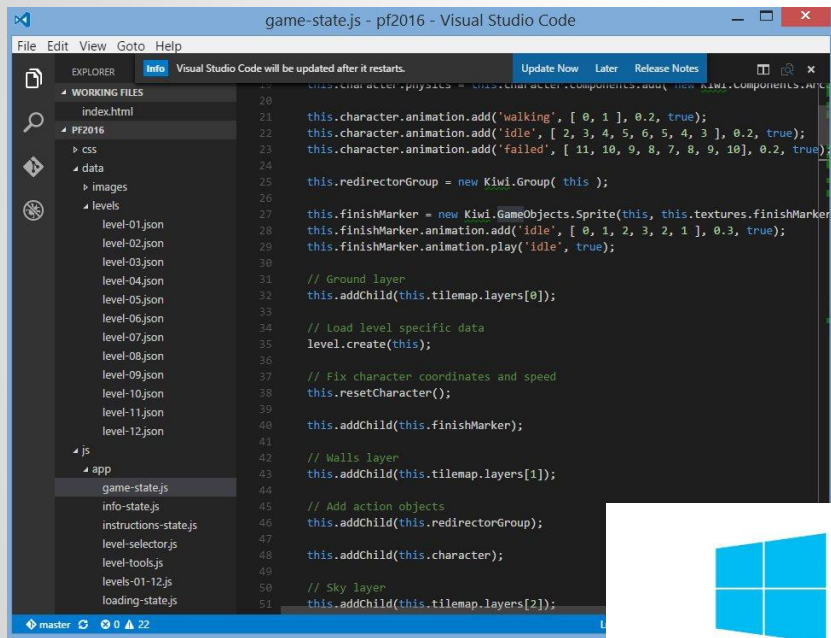 game-state.js - pf2016 - Visual Studio Code
File Edit View Goto Help
EXPLORER
Info Visual Studio Code will be updated after it restarts. Update Now Later Release Notes
WORKING FILES
index.html
PF2016
css
data
images
levels
level-01.json
level-02.json
level-03.json
level-04.json
level-05.json
level-06.json
level-07.json
level-08.json
level-09.json
level-10.json
level-11.json
level-12.json
js
app
game-state.js
info-state.js
instructions-state.js
level-selector.js
level-tools.js
levels-01-12.js
loading-state.js
19 this.character.physics = this.character.components.add( new Kiwi.Components.Arc
20
21 this.character.animation.add('walking', [ 0, 1 ], 0.2, true);
22 this.character.animation.add('idle', [ 2, 3, 4, 5, 6, 5, 4, 3 ], 0.2, true);
23 this.character.animation.add('failed', [ 11, 10, 9, 8, 7, 8, 9, 10], 0.2, true);
24
25 this.redirectorGroup = new Kiwi.Group( this );
26
27 this.finishMarker = new Kiwi.GameObjects.Sprite(this, this.textures.finishMarker
28 this.finishMarker.animation.add('idle', [ 0, 1, 2, 3, 2, 1 ], 0.3, true);
29 this.finishMarker.animation.play('idle', true);
30
31 // Ground layer
32 this.addChild(this.tilemap.layers[0]);
33
34 // Load level specific data
35 level.create(this);
36
37 // Fix character coordinates and speed
38 this.resetCharacter();
39
40 this.addChild(this.finishMarker);
41
42 // Walls layer
43 this.addChild(this.tilemap.layers[1]);
44
45 // Add action objects
46 this.addChild(this.redirectorGroup);
47
48 this.addChild(this.character);
49
50 // Sky layer
51 this.addChild(this.tilemap.layers[2]);
master 0 22